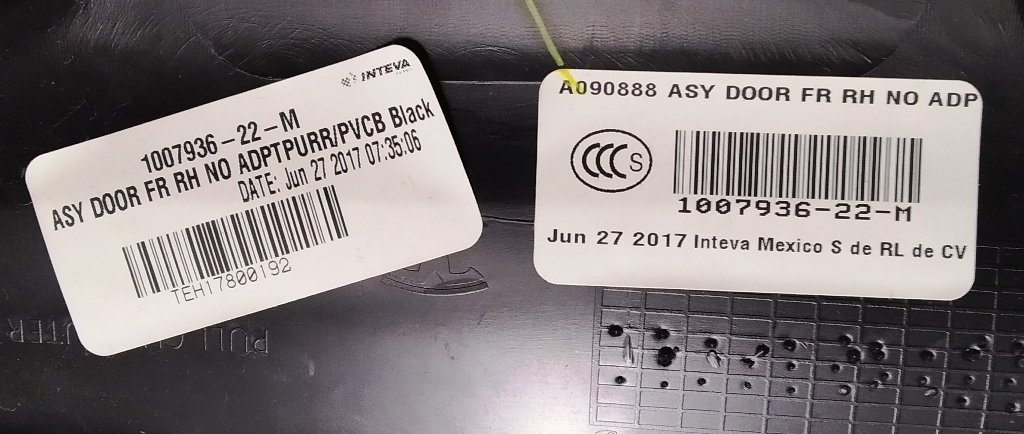 INTEVA
1007936-22-M
ASY DOOR FR RH NO ADPTPURR/PVCB Black
DATE: Jun 27 2017 07:35:06
TEH17800192
A090888 ASY DOOR FR RH NO ADP
CCC S
1007936-22-M
Jun 27 2017 Inteva Mexico S de RL de CV
PULL